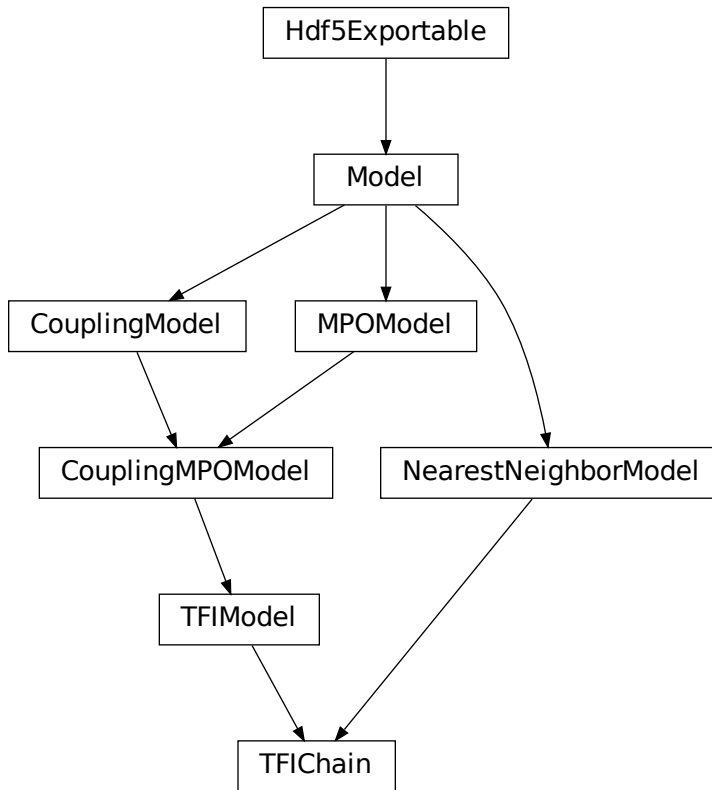 Hdf5Exportable
Model
CouplingModel
MPOModel
CouplingMPOModel
NearestNeighborModel
TFIModel
TFIChain